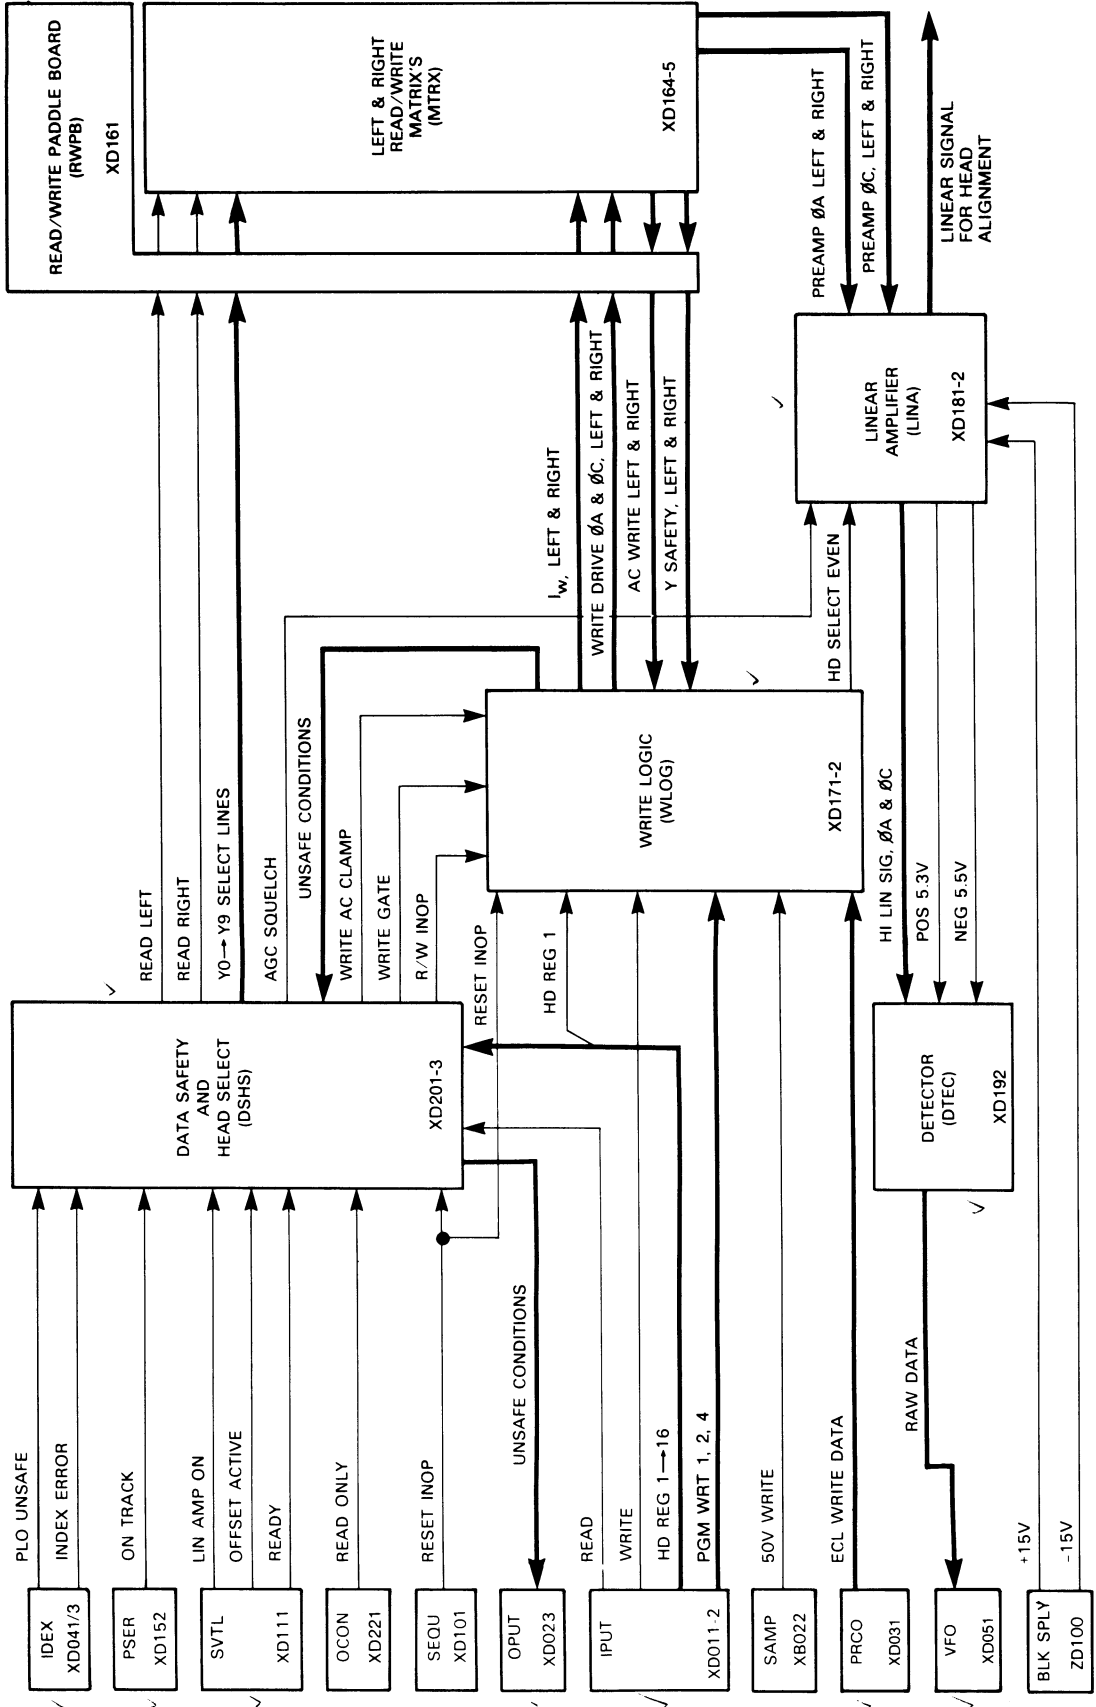 IDEX
XD041/3
PSER
XD152
SVTL
XD111
OCON
XD221
SEQU
XD101
OPUT
XD023
IPUT
XD011-2
SAMP
XB022
PRCO
XD031
VFO
XD051
BLK SPLY
ZD100
PLO UNSAFE
INDEX ERROR
ON TRACK
LIN AMP ON
OFFSET ACTIVE
READY
READ ONLY
RESET INOP
UNSAFE CONDITIONS
READ
WRITE
HD REG 1→16
PGM WRT 1, 2, 4
50V WRITE
ECL WRITE DATA
RAW DATA
+15V
-15V
DATA SAFETY
AND
HEAD SELECT
(DSHS)
XD201-3
DETECTOR
(DTEC)
XD192
READ LEFT
READ RIGHT
Y0→Y9 SELECT LINES
AGC SQUELCH
UNSAFE CONDITIONS
WRITE AC CLAMP
WRITE GATE
R/W INOP
RESET INOP
HD REG 1
HI LIN SIG, ØA & ØC
POS 5.3V
NEG 5.5V
WRITE LOGIC
(WLOG)
XD171-2
IW, LEFT & RIGHT
WRITE DRIVE ØA & ØC, LEFT & RIGHT
AC WRITE LEFT & RIGHT
Y SAFETY, LEFT & RIGHT
HD SELECT EVEN
LINEAR
AMPLIFIER
(LINA)
XD181-2
READ/WRITE PADDLE BOARD
(RWPB)
XD161
LEFT & RIGHT
READ/WRITE
MATRIX'S
(MTRX)
XD164-5
PREAMP ØA LEFT & RIGHT
PREAMP ØC, LEFT & RIGHT
LINEAR SIGNAL
FOR HEAD
ALIGNMENT